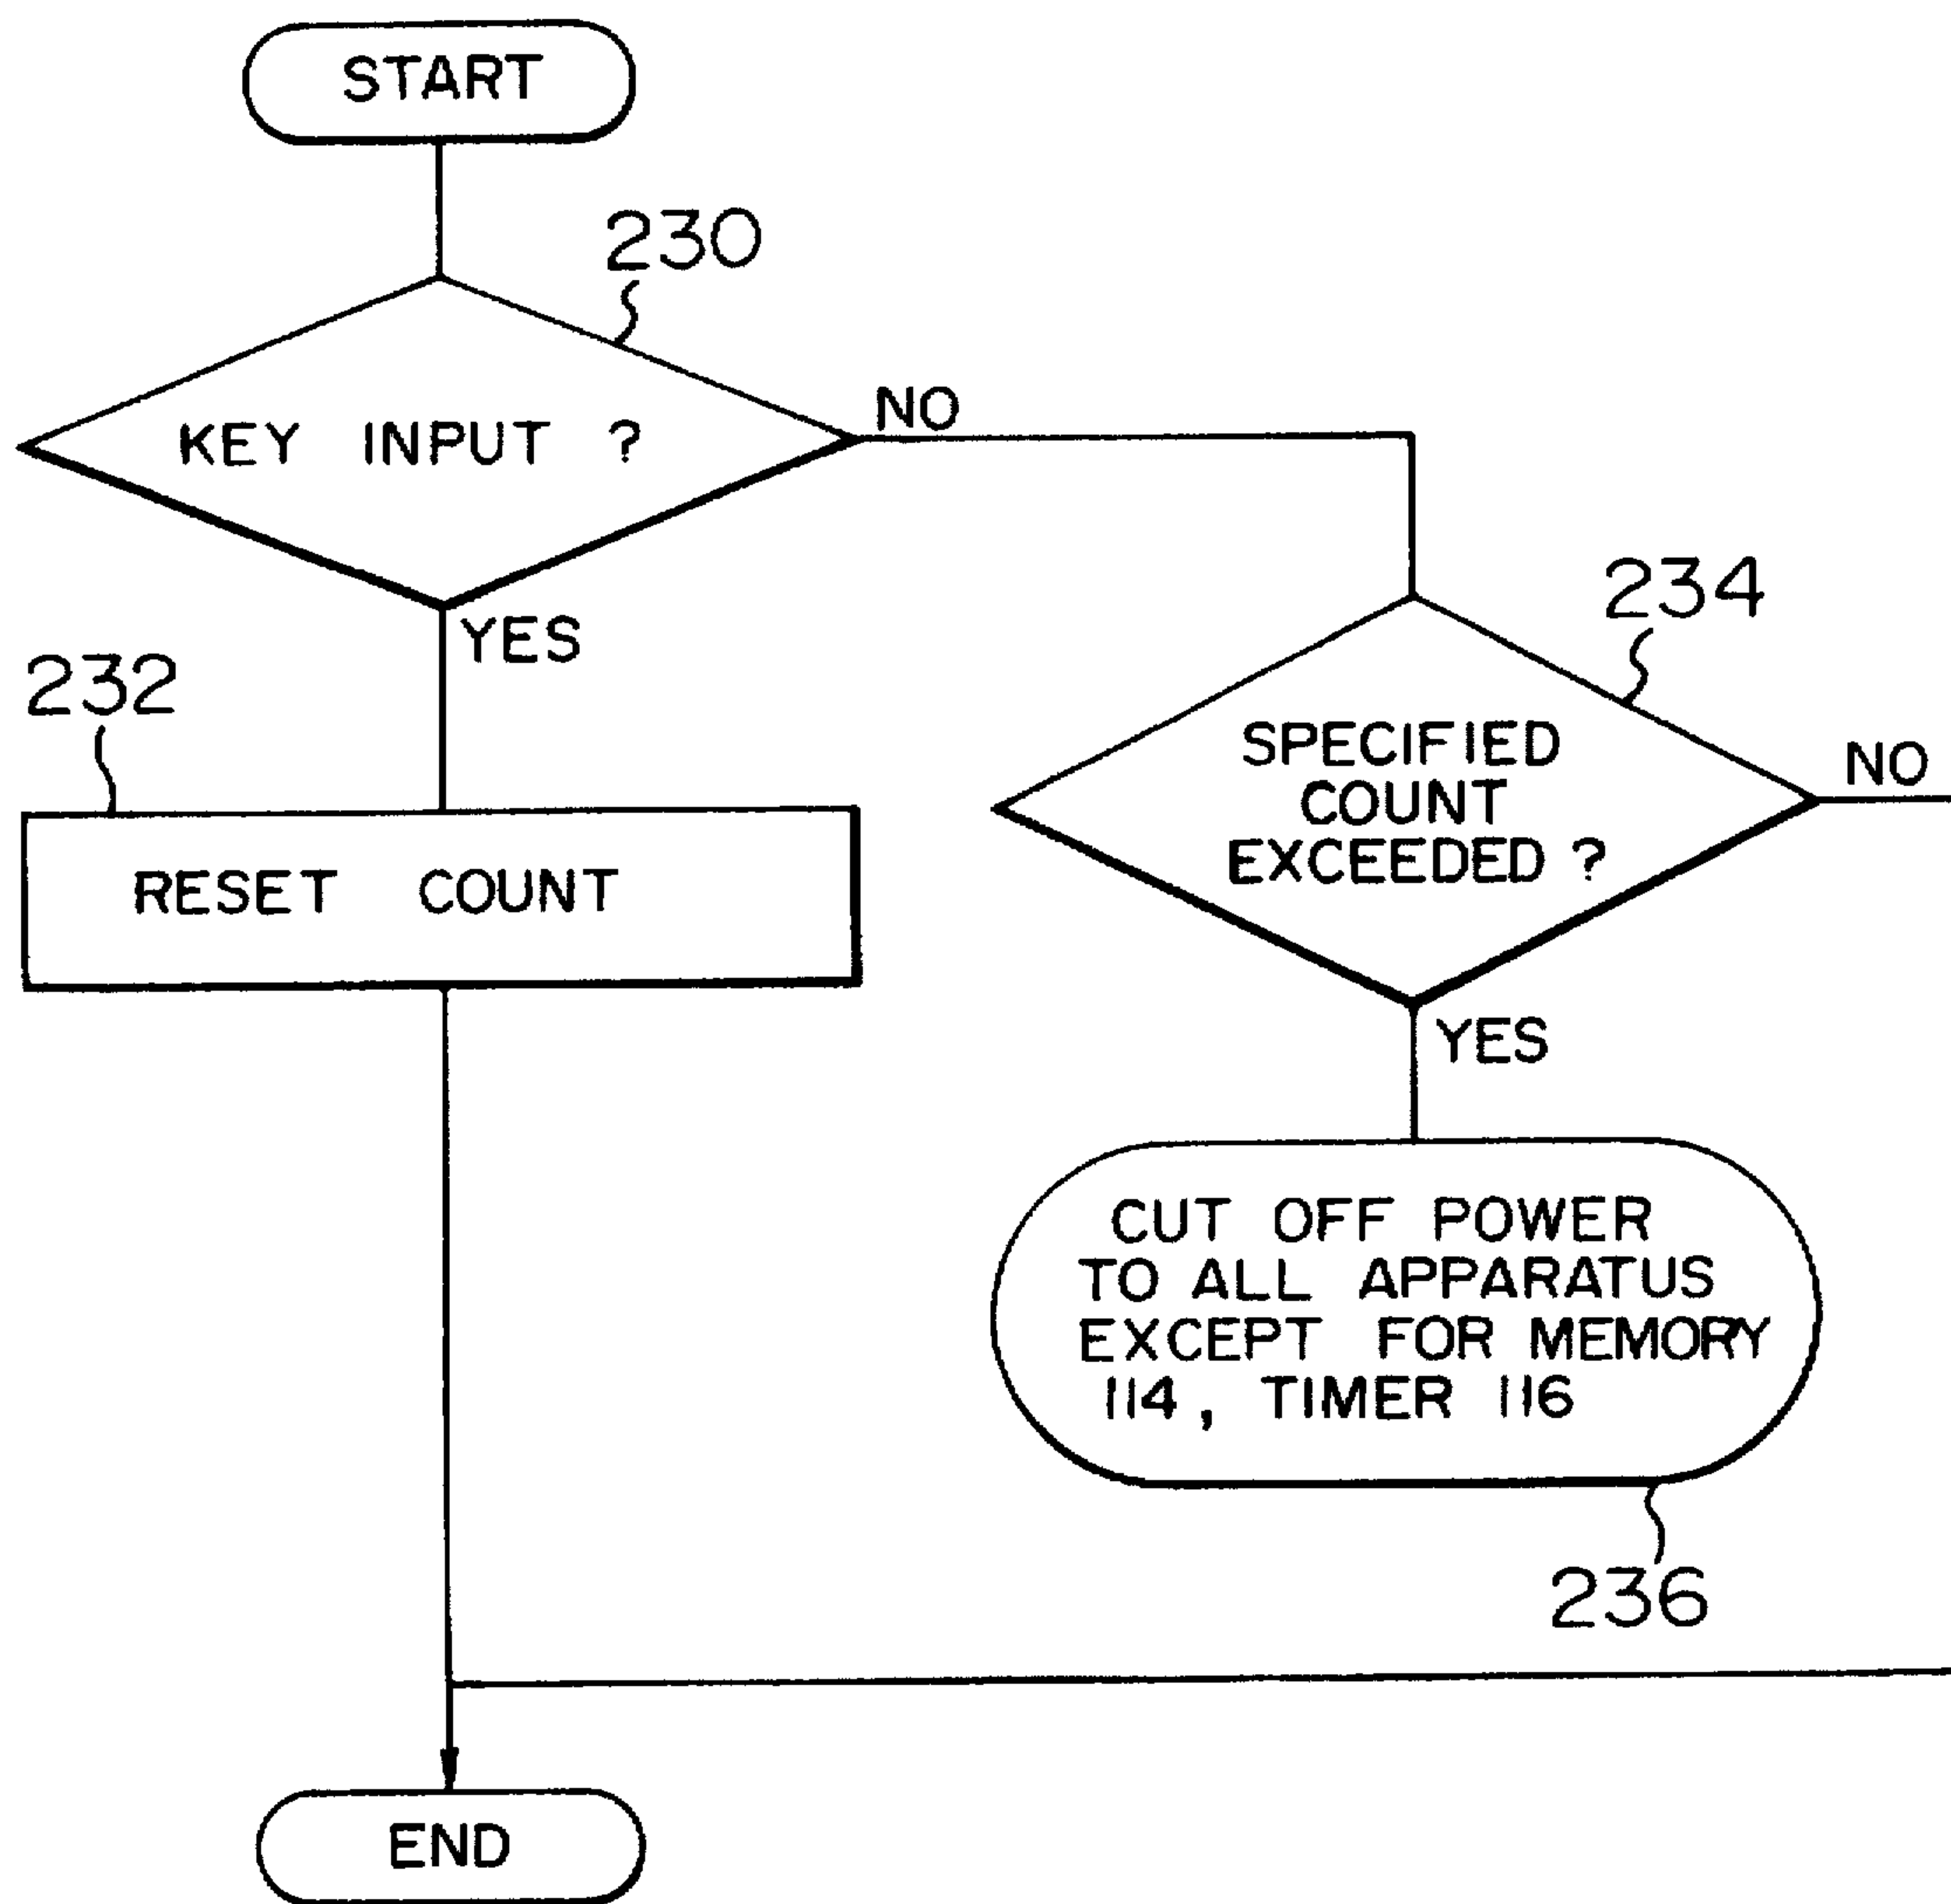 START
230
KEY INPUT ?
NO
YES
232
RESET COUNT
234
SPECIFIED
COUNT
EXCEEDED ?
NO
YES
CUT OFF POWER
TO ALL APPARATUS
EXCEPT FOR MEMORY
114, TIMER 116
236
END